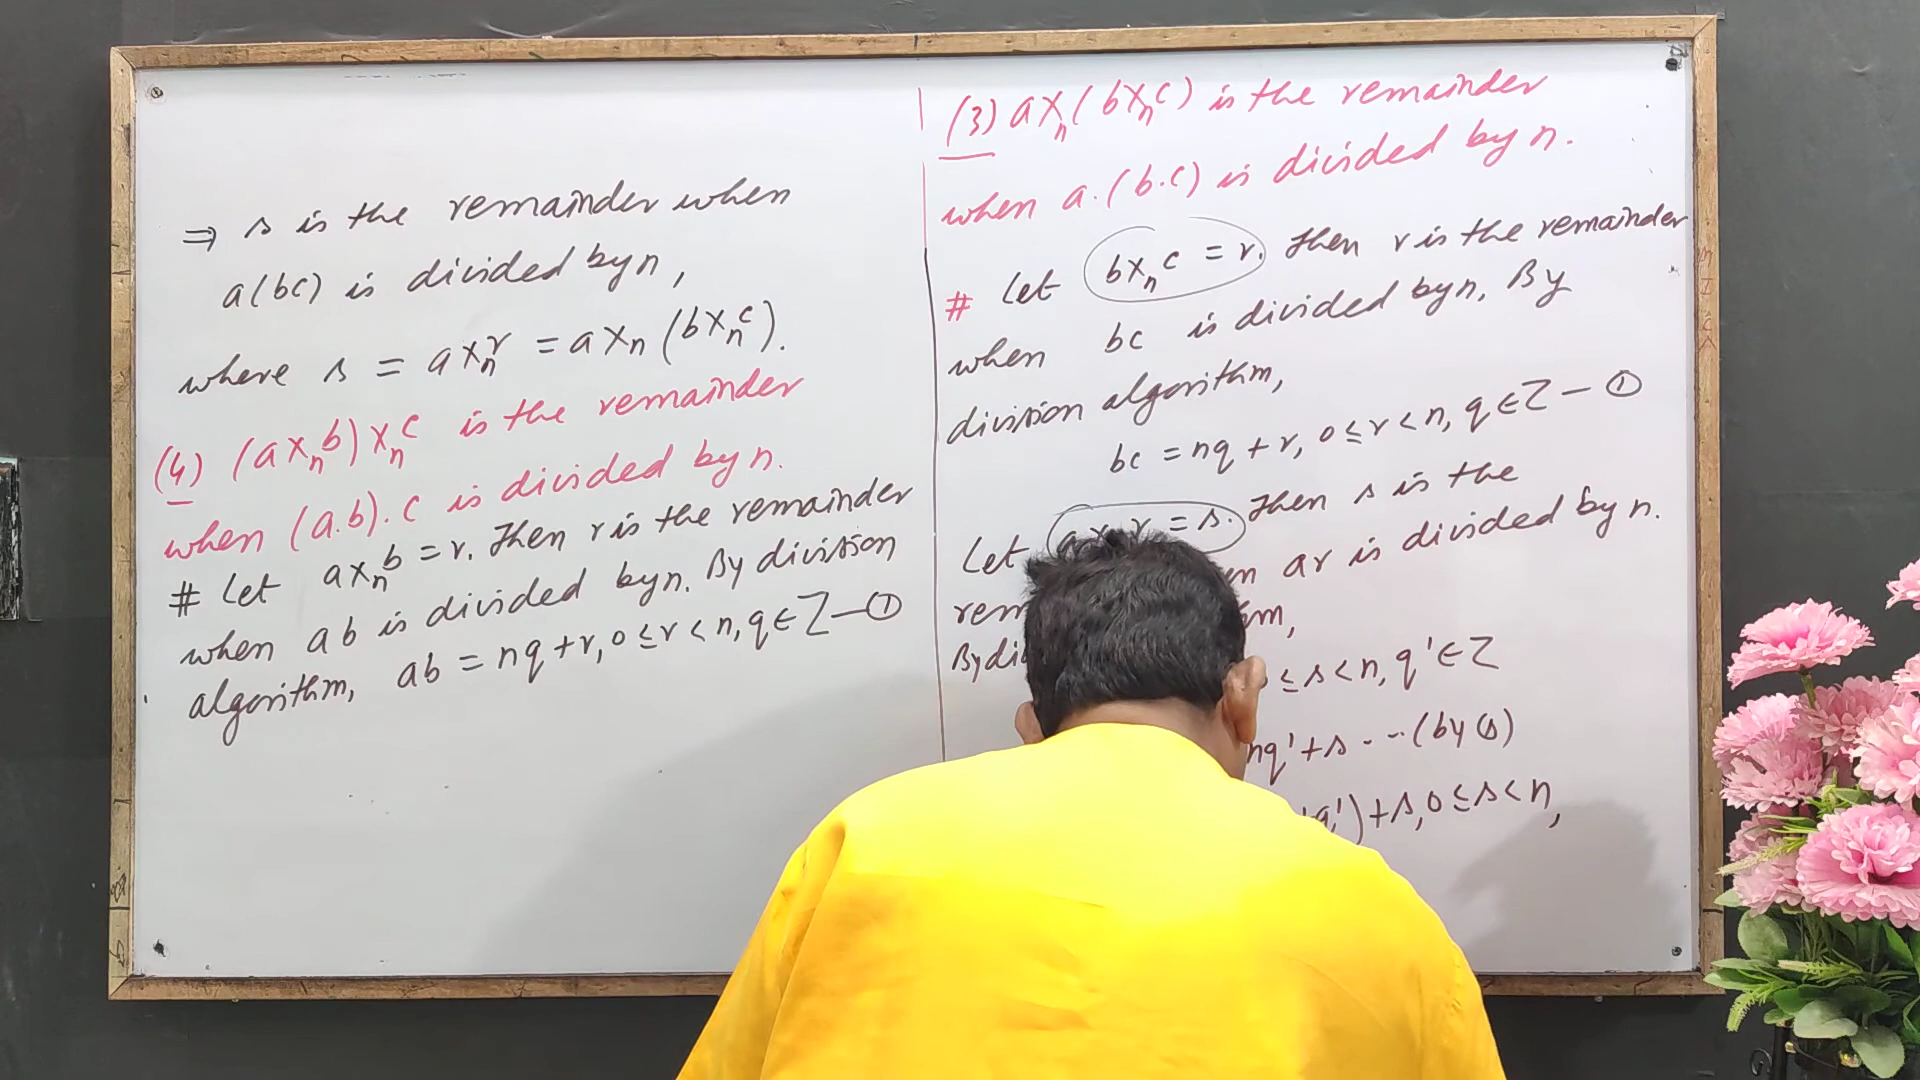 ⇒ s is the remainder when
a(bc) is divided by n,
where s = a×ₙr = a×ₙ(b×ₙc).
(4) (a×ₙb)×ₙc is the remainder
when (a.b).c is divided by n.
# Let a×ₙb = r. Then r is the remainder
when ab is divided by n. By division
algorithm, ab = nq + r, 0 ≤ r < n, q ∈ Z — ①
(3) a×ₙ(b×ₙc) is the remainder
when a.(b.c) is divided by n.
# Let b×ₙc = r. Then r is the remainder
when bc is divided by n. By
division algorithm,
bc = nq + r, 0 ≤ r < n, q ∈ Z — ①
Let a×ₙr = s. Then s is the
ar is divided by n.
≤ s < n, q' ∈ Z
nq' + s - - - (by ①)
q') + s, 0 ≤ s < n,